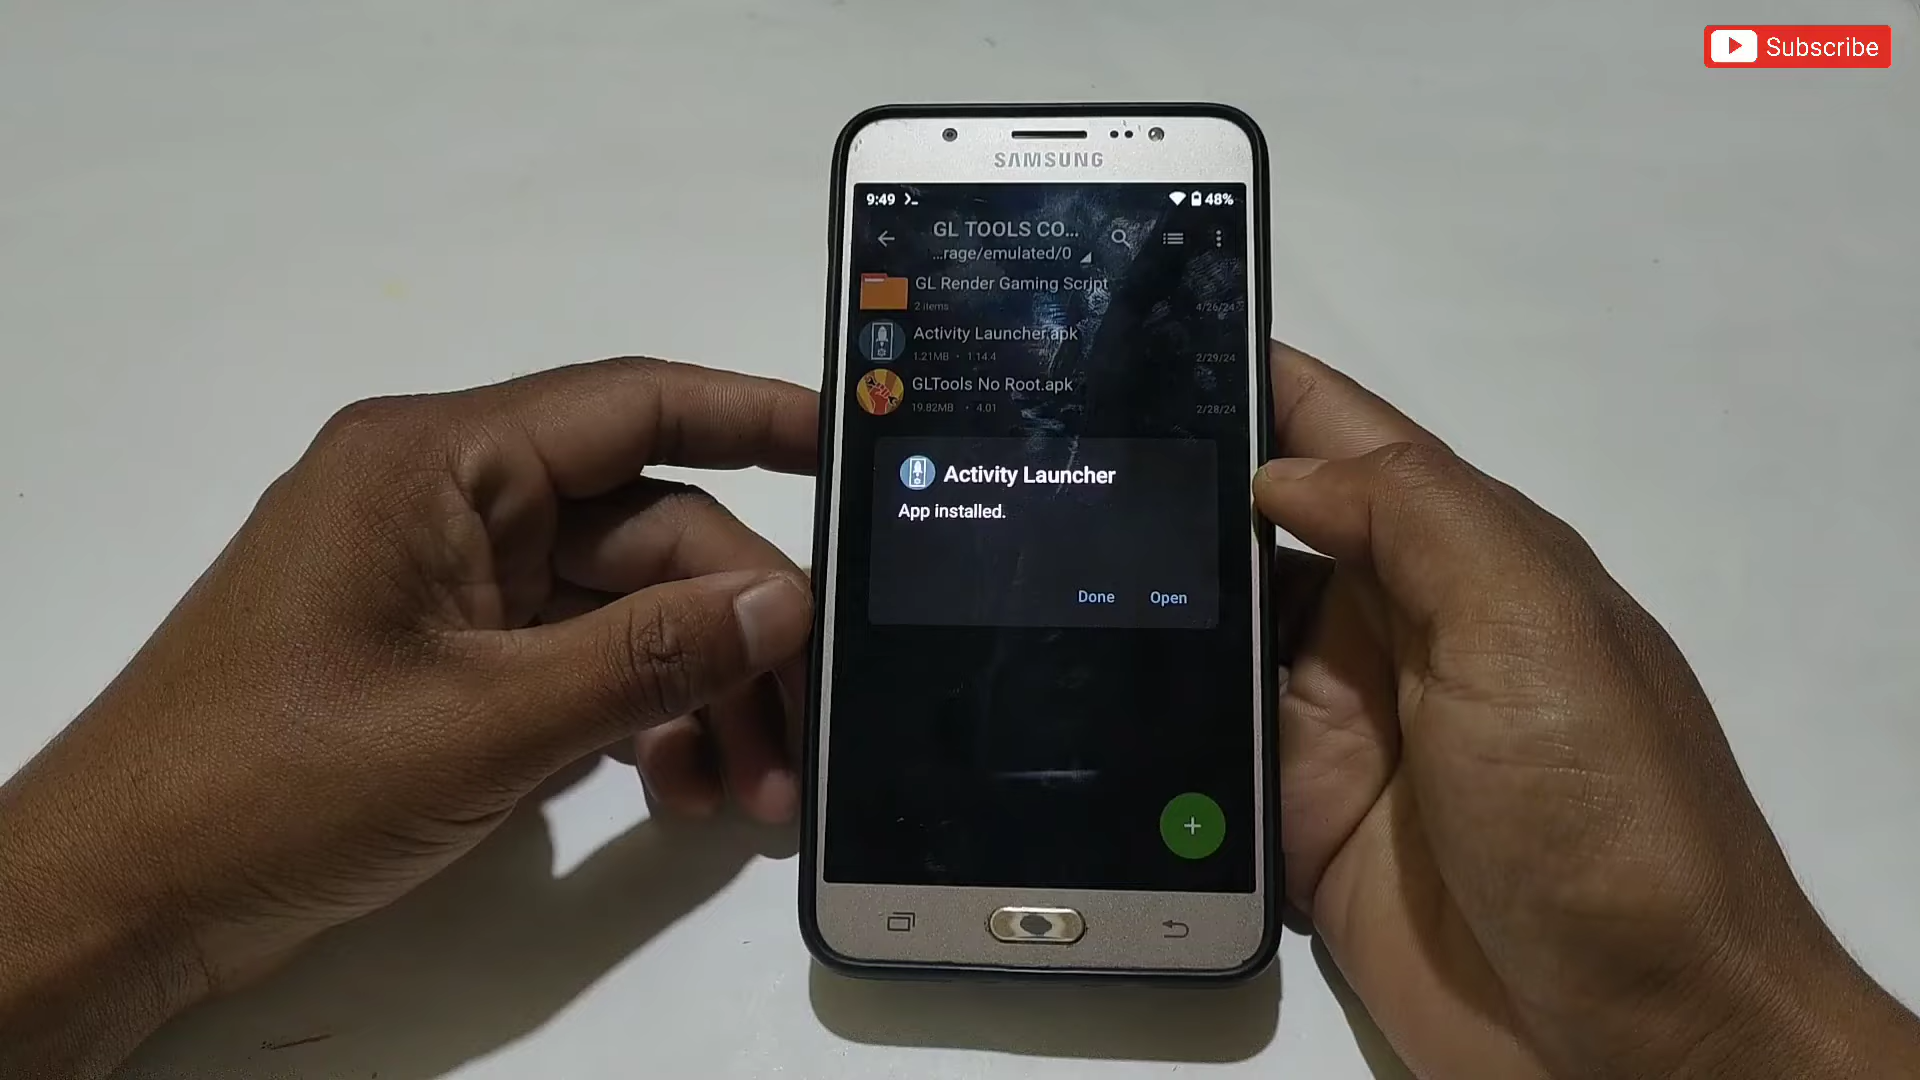 Subscribe
SAMSUNG
9:49
48%
GL TOOLS CO...
...rage/emulated/0
GL Render Gaming Script
2 items
4/26/24
Activity Launcher.apk
1.21MB · 1.14.4
2/29/24
GLTools No Root.apk
19.82MB · 4.01
2/28/24
Activity Launcher
App installed.
Done
Open